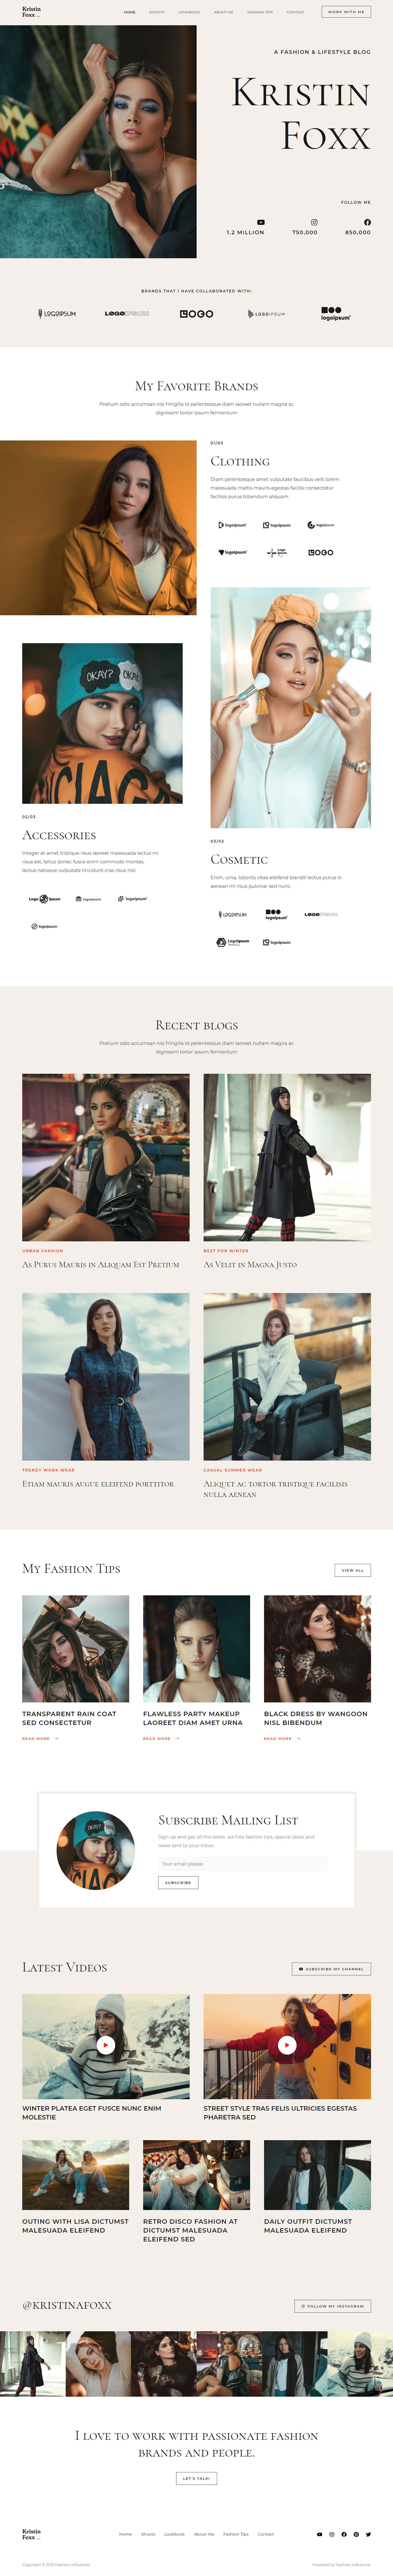 Kristin
Foxx ...
HOME
SHOOTS
LOOKBOOK
ABOUT ME
FASHION TIPS
CONTACT
WORK WITH ME
A FASHION & LIFESTYLE BLOG
Kristin
Foxx
FOLLOW ME
1.2 MILLION
750,000
850,000
BRANDS THAT I HAVE COLLABORATED WITH:
LOGOIPSUM
LOGOIPSUM
LOGO
LOGOIPSUM
logoipsum
My Favorite Brands
Pretium odio accumsan nisi fringilla id pellentesque diam laoreet nullam magna ac
dignissim tortor ipsum fermentum.
01/03
Clothing
Diam pellentesque amet vulputate faucibus velit lorem
malesuada mattis mauris egestas facilisi consectetur
facilisis purus bibendum aliquam.
logoipsum
logoipsum
logoipsum
logoipsum
Logo
Ipsum
LOGO
OKAY?
OKAY?
02/03
Accessories
Integer et amet tristique risus laoreet malesuada lectus mi
risus est, tellus donec fusce enim commodo montes,
lectus natoque vulputate tincidunt cras risus nisl.
Logo Ipsum
logoipsum
logoipsum
logoipsum
03/03
Cosmetic
Enim, urna, lobortis vitae eleifend blandit lectus purus in
aenean mi risus pulvinar sed nunc.
LOGOIPSUM
logoipsum
LOGOIPSUM
Logoipsum
logoipsum
Recent blogs
Pretium odio accumsan nisi fringilla id pellentesque diam laoreet nullam magna ac
dignissim tortor ipsum fermentum.
URBAN FASHION
As Purus Mauris in Aliquam Est Pretium
BEST FOR WINTER
As Velit in Magna Justo
TRENDY WORK WEAR
Etiam mauris augue eleifend porttitor
CASUAL SUMMER WEAR
Aliquet ac tortor tristique facilisis
nulla aenean
My Fashion Tips
VIEW ALL
TRANSPARENT RAIN COAT
SED CONSECTETUR
READ MORE →
FLAWLESS PARTY MAKEUP
LAOREET DIAM AMET URNA
READ MORE →
BLACK DRESS BY WANGOON
NISL BIBENDUM
READ MORE →
Subscribe Mailing List
Sign up and get all the latest, ad free fashion tips, special deals and
news sent to your inbox.
Your email please
SUBSCRIBE
Latest Videos
SUBSCRIBE MY CHANNEL
WINTER PLATEA EGET FUSCE NUNC ENIM
MOLESTIE
STREET STYLE TRAS FELIS ULTRICIES EGESTAS
PHARETRA SED
OUTING WITH LISA DICTUMST
MALESUADA ELEIFEND
RETRO DISCO FASHION AT
DICTUMST MALESUADA
ELEIFEND SED
DAILY OUTFIT DICTUMST
MALESUADA ELEIFEND
@kristinafoxx
FOLLOW MY INSTAGRAM
I love to work with passionate fashion
brands and people.
LET'S TALK!
Kristin
Foxx ...
Home
Shoots
Lookbook
About Me
Fashion Tips
Contact
Copyright © 2023 Fashion Influencer
Powered by Fashion Influencer